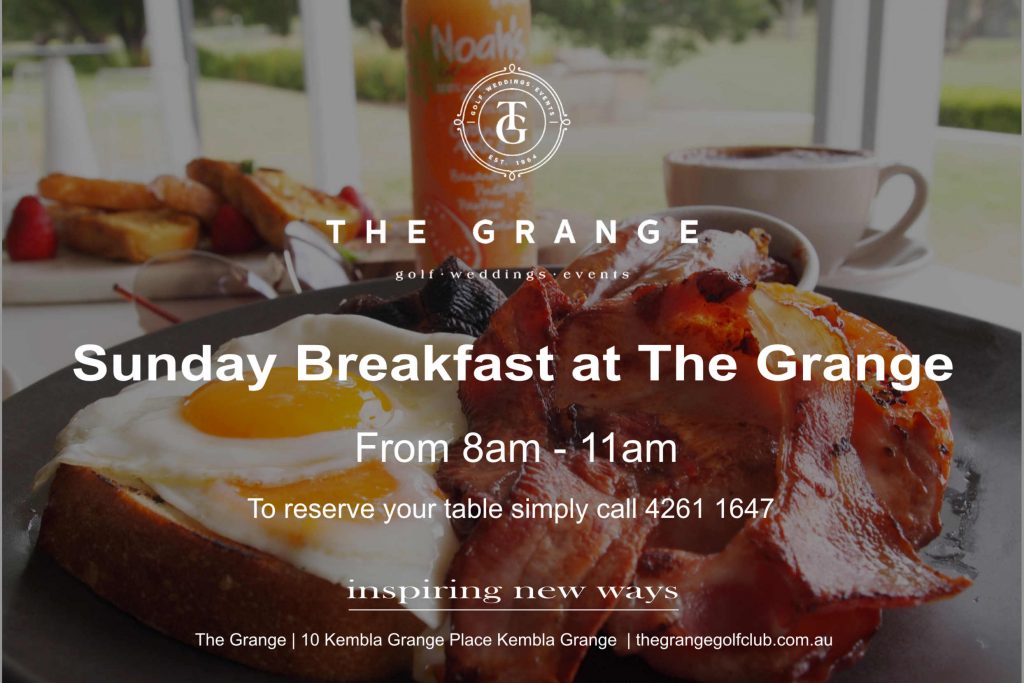 Noah's
GOLF · WEDDINGS · EVENTS
TG
EST. 1964
THE GRANGE
golf · weddings · events
Sunday Breakfast at The Grange
From 8am - 11am
To reserve your table simply call 4261 1647
inspiring new ways
The Grange | 10 Kembla Grange Place Kembla Grange | thegrangegolfclub.com.au